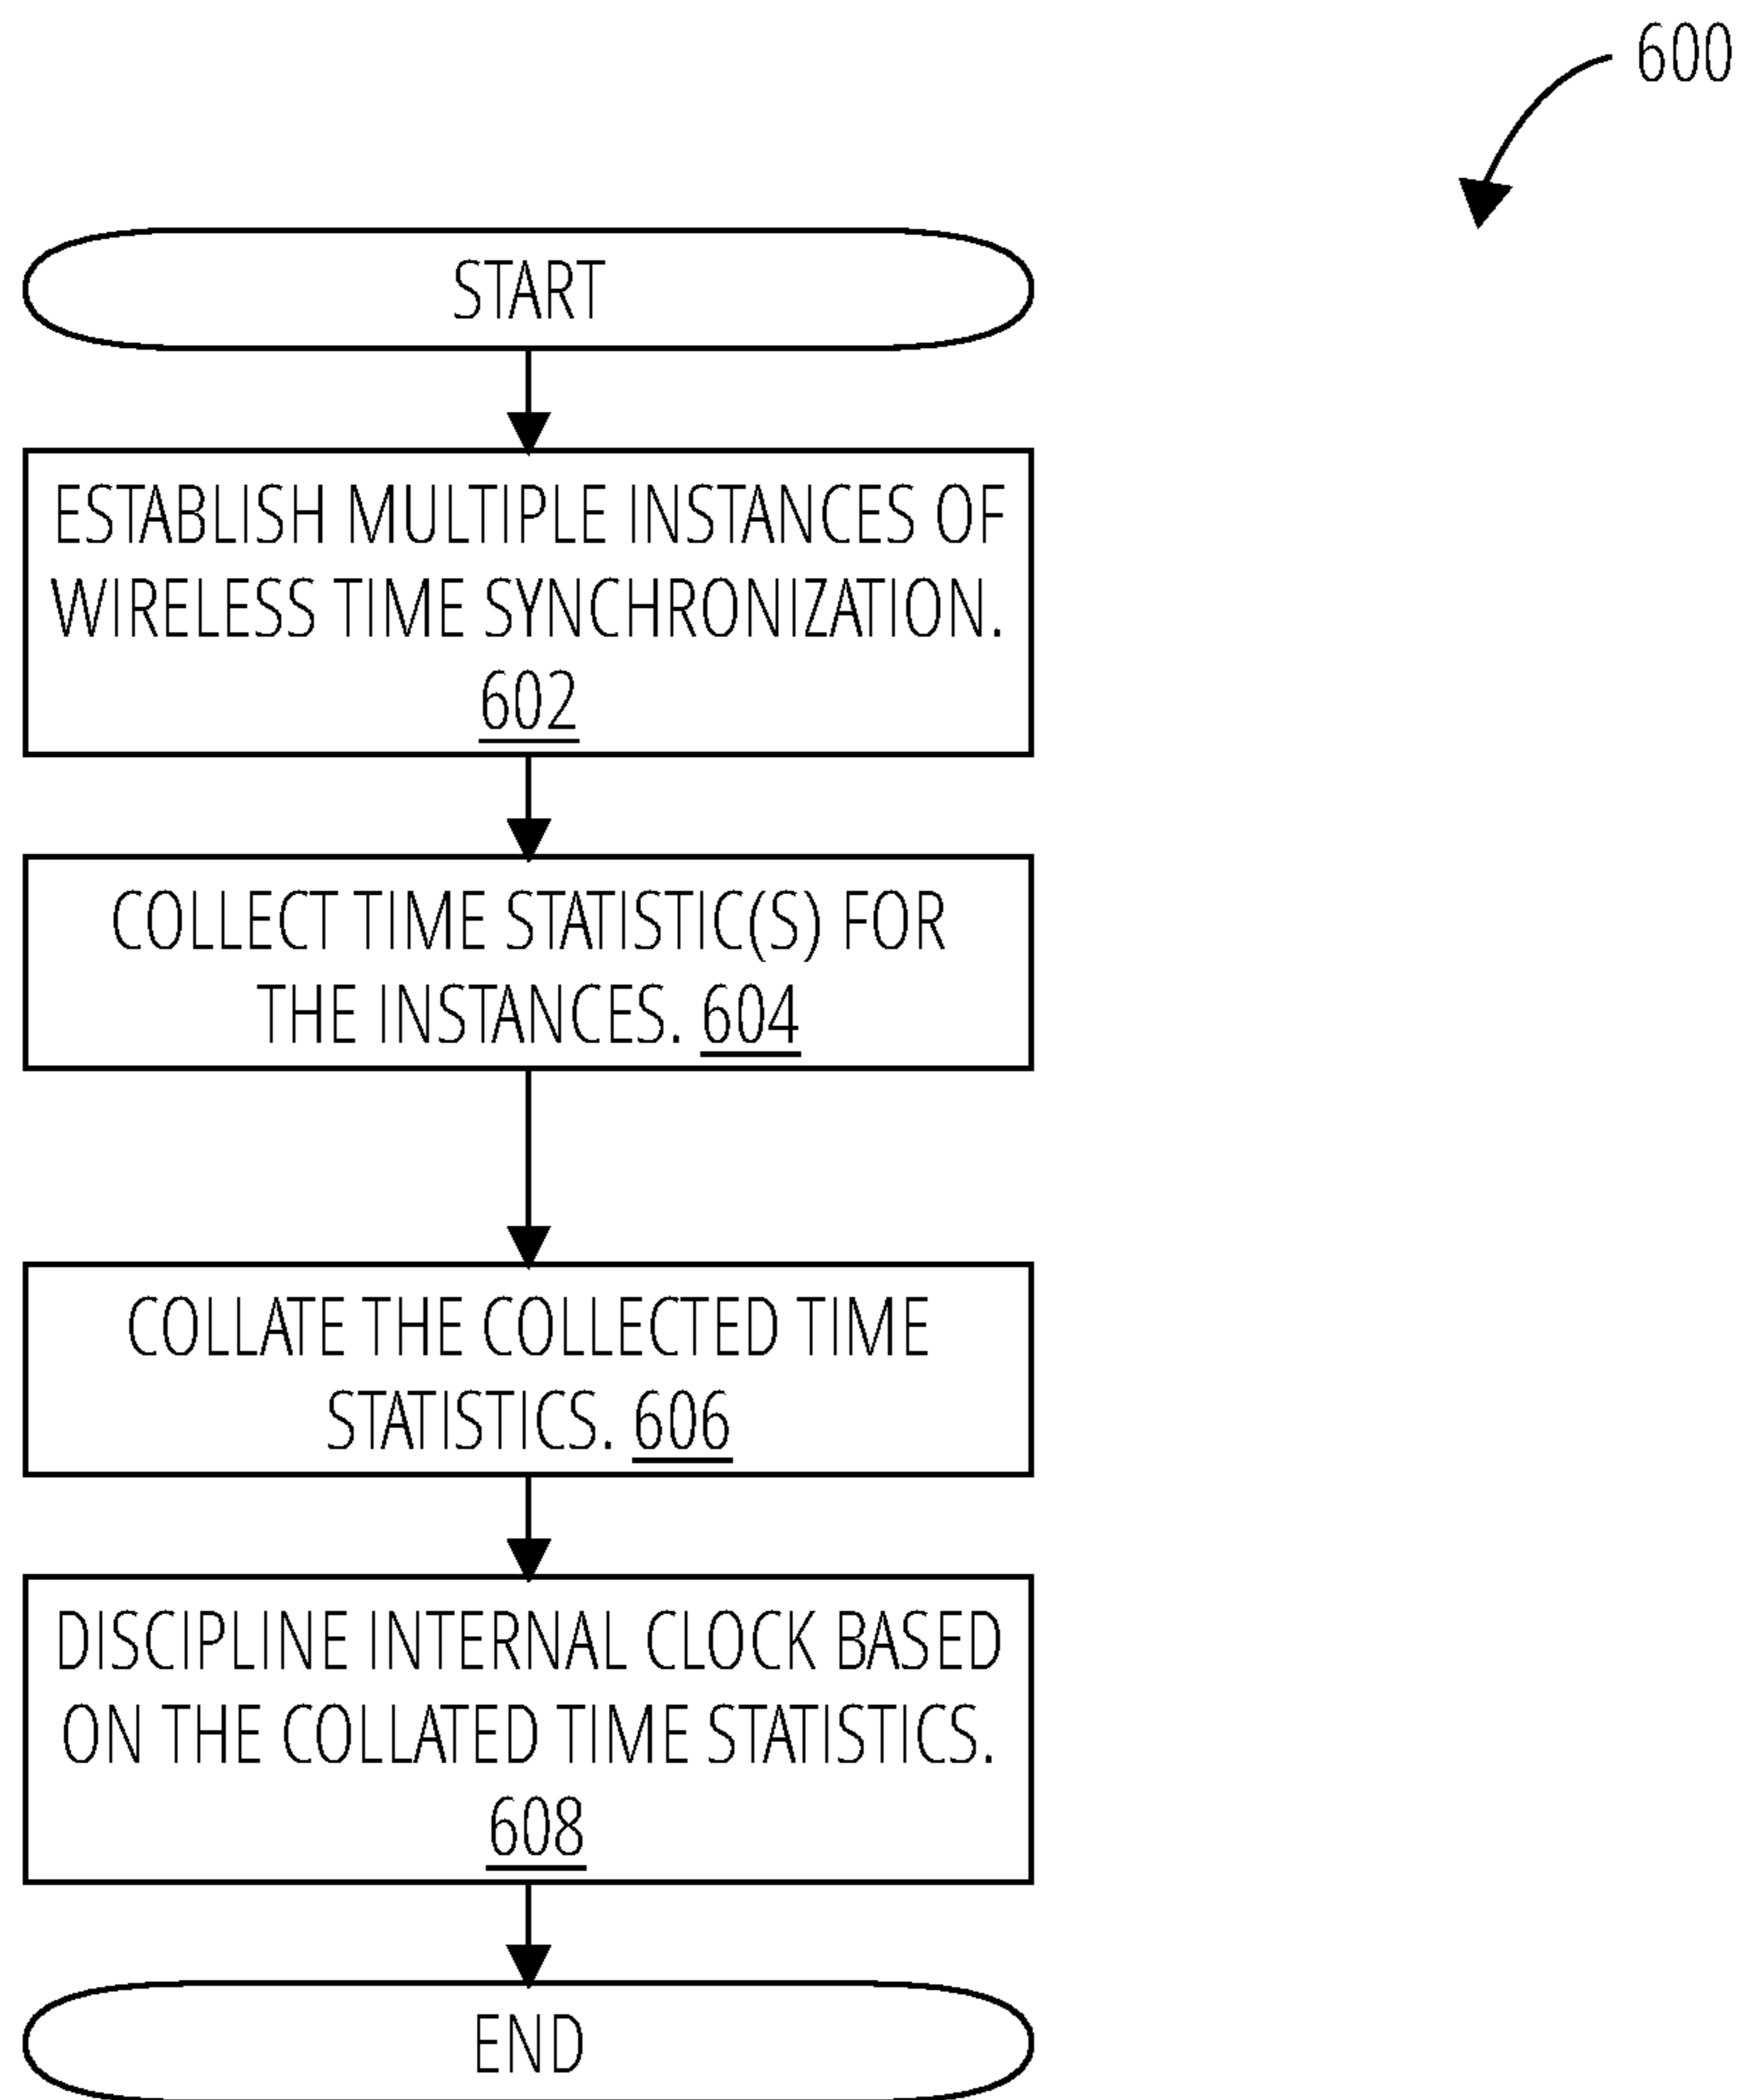 600
START
ESTABLISH MULTIPLE INSTANCES OF
WIRELESS TIME SYNCHRONIZATION.
602
COLLECT TIME STATISTIC(S) FOR
THE INSTANCES. 604
COLLATE THE COLLECTED TIME
STATISTICS. 606
DISCIPLINE INTERNAL CLOCK BASED
ON THE COLLATED TIME STATISTICS.
608
END